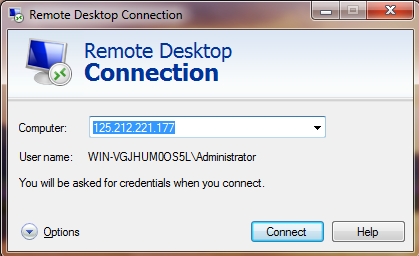 Remote Desktop Connection
Remote Desktop
Connection
Computer: 125.212.221.177
User name: WIN-VGJHUM0OS5L\Administrator
You will be asked for credentials when you connect.
Options Connect Help